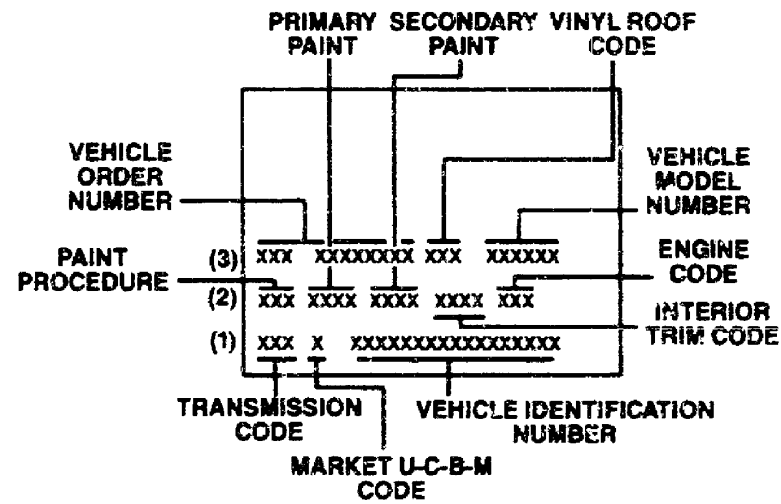 PRIMARY SECONDARY VINYL ROOF
PAINT PAINT CODE
VEHICLE
ORDER
NUMBER
VEHICLE
MODEL
NUMBER
(3) XXX XXXXXXXXX XXX XXXXXX
PAINT
PROCEDURE
ENGINE
CODE
(2) XXX XXXX XXXX XXXX XXX
INTERIOR
TRIM CODE
(1) XXX X XXXXXXXXXXXXXXXXX
TRANSMISSION
CODE
VEHICLE IDENTIFICATION
NUMBER
MARKET U-C-B-M
CODE